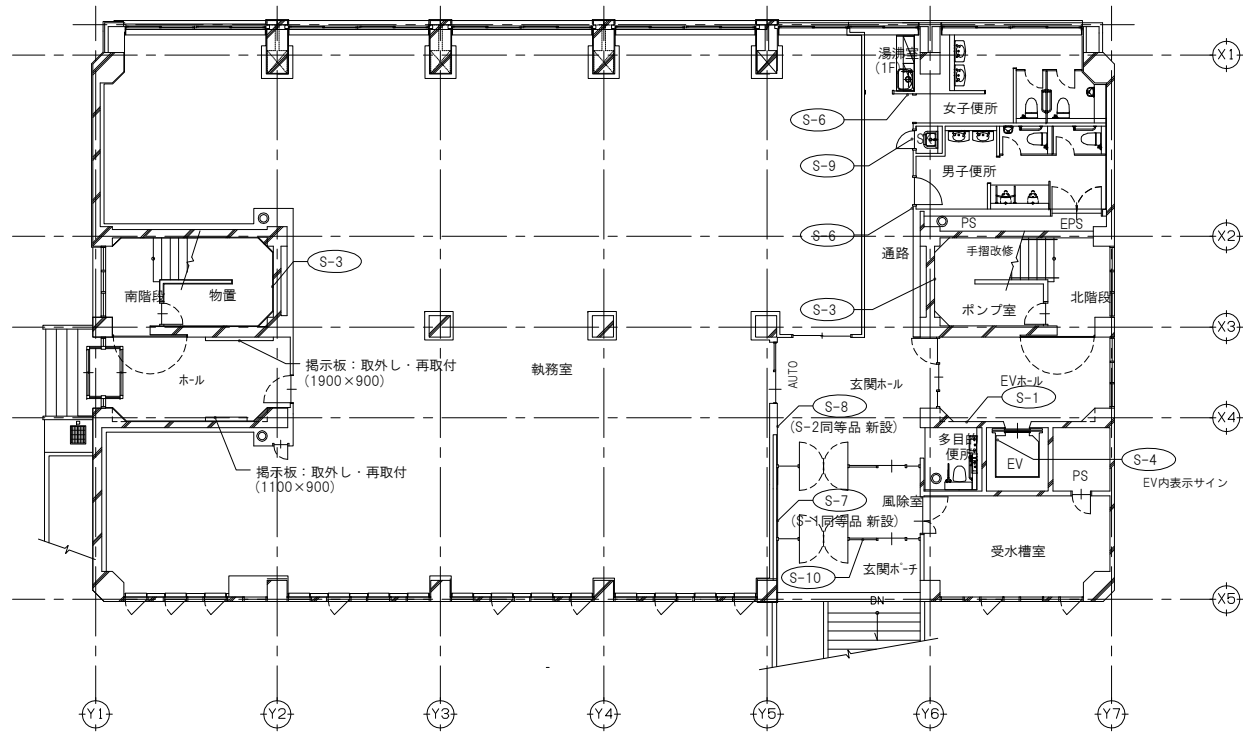 X1
湯沸室
(1F)
S-6
女子便所
S-9
S
男子便所
S-6
PS
EPS
X2
通路
手摺改修
S-3
南階段
物置
S-3
ポンプ室
北階段
X3
掲示板：取外し・再取付
(1900×900)
ホール
執務室
AUTO
玄関ホール
EVホール
S-1
S-8
(S-2同等品 新設)
X4
多目的
便所
EV
S-4
PS
EV内表示サイン
掲示板：取外し・再取付
(1100×900)
S-7
風除室
(S-1同等品 新設)
受水槽室
S-10
玄関ポーチ
DN
X5
Y1
Y2
Y3
Y4
Y5
Y6
Y7